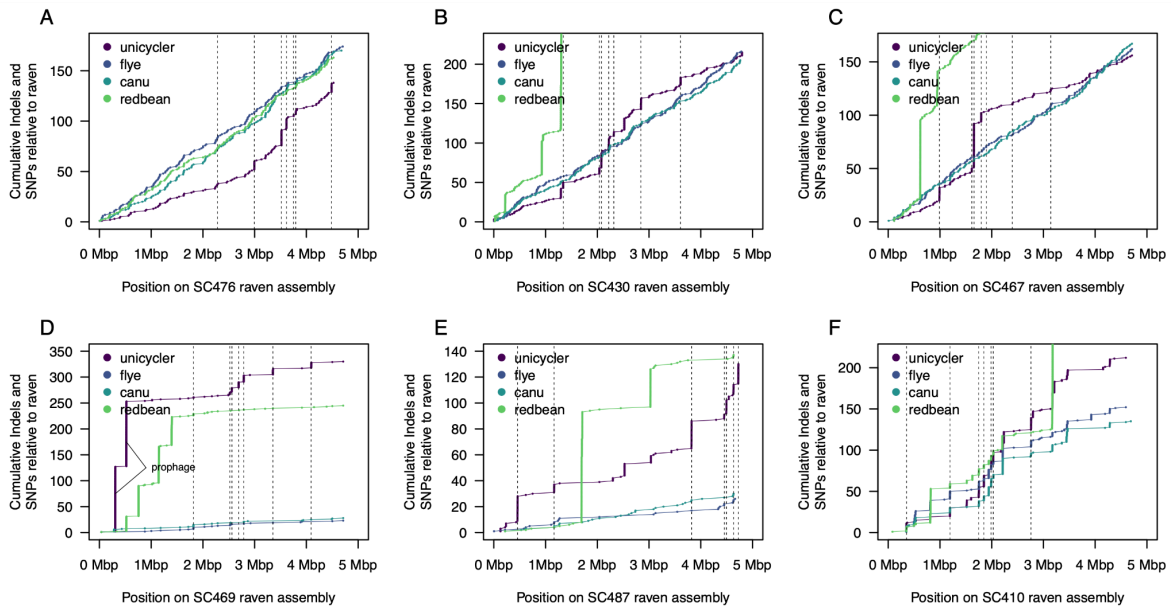 A
Cumulative Indels and
SNPs relative to raven
150
100
50
0
unicycler
flye
canu
redbean
0 Mbp 1Mbp 2 Mbp 3 Mbp 4 Mbp 5 Mbp
Position on SC476 raven assembly
B
Cumulative Indels and
SNPs relative to raven
200
150
100
50
0
unicycler
flye
canu
redbean
0 Mbp 1Mbp 2 Mbp 3 Mbp 4 Mbp 5 Mbp
Position on SC430 raven assembly
C
Cumulative Indels and
SNPs relative to raven
150
100
50
0
unicycler
flye
canu
redbean
0 Mbp 1Mbp 2 Mbp 3 Mbp 4 Mbp 5 Mbp
Position on SC467 raven assembly
D
Cumulative Indels and
SNPs relative to raven
350
300
250
200
150
100
50
0
unicycler
flye
canu
redbean
prophage
0 Mbp 1Mbp 2 Mbp 3 Mbp 4 Mbp 5 Mbp
Position on SC469 raven assembly
E
Cumulative Indels and
SNPs relative to raven
140
120
100
80
60
40
20
0
unicycler
flye
canu
redbean
0 Mbp 1Mbp 2 Mbp 3 Mbp 4 Mbp 5 Mbp
Position on SC487 raven assembly
F
Cumulative Indels and
SNPs relative to raven
200
150
100
50
0
unicycler
flye
canu
redbean
0 Mbp 1Mbp 2 Mbp 3 Mbp 4 Mbp 5 Mbp
Position on SC410 raven assembly